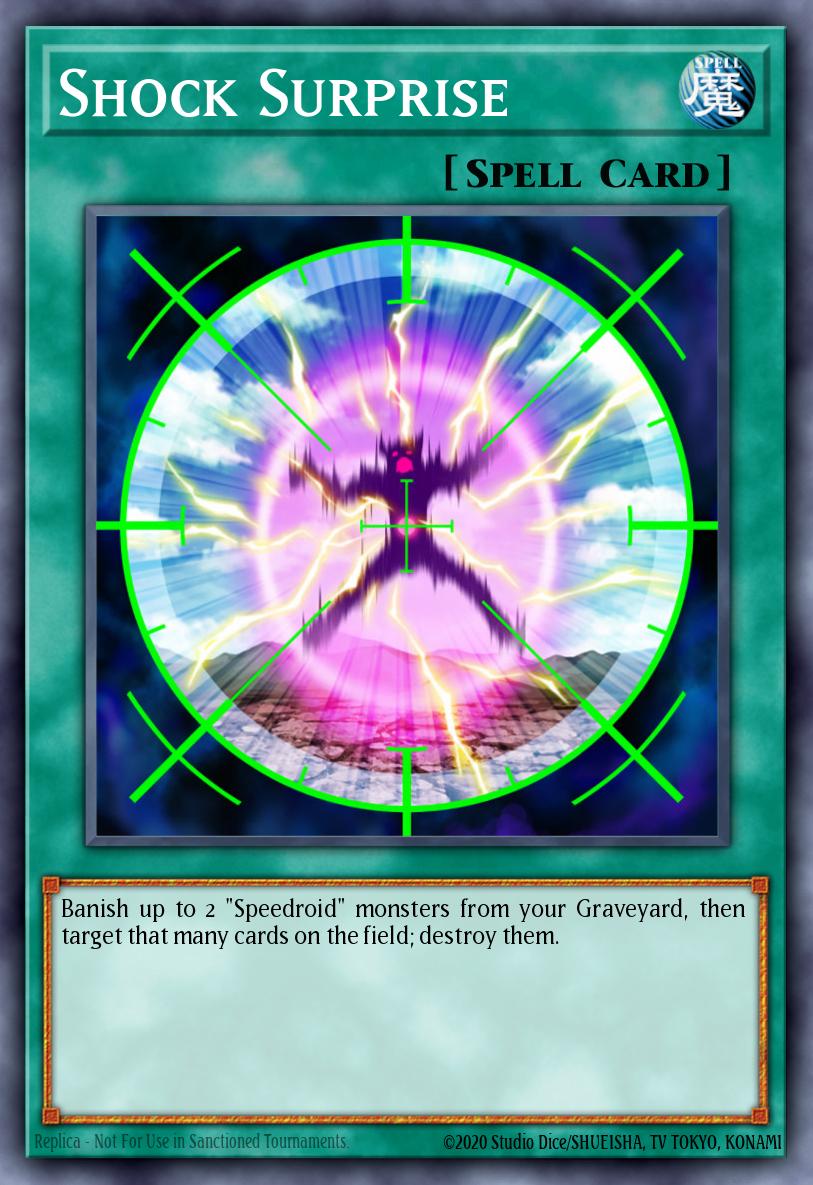 Shock Surprise
SPELL
魔
[ Spell Card ]
Banish up to 2 "Speedroid" monsters from your Graveyard, then
target that many cards on the field; destroy them.
Replica - Not For Use in Sanctioned Tournaments.
©2020 Studio Dice/SHUEISHA, TV TOKYO, KONAMI